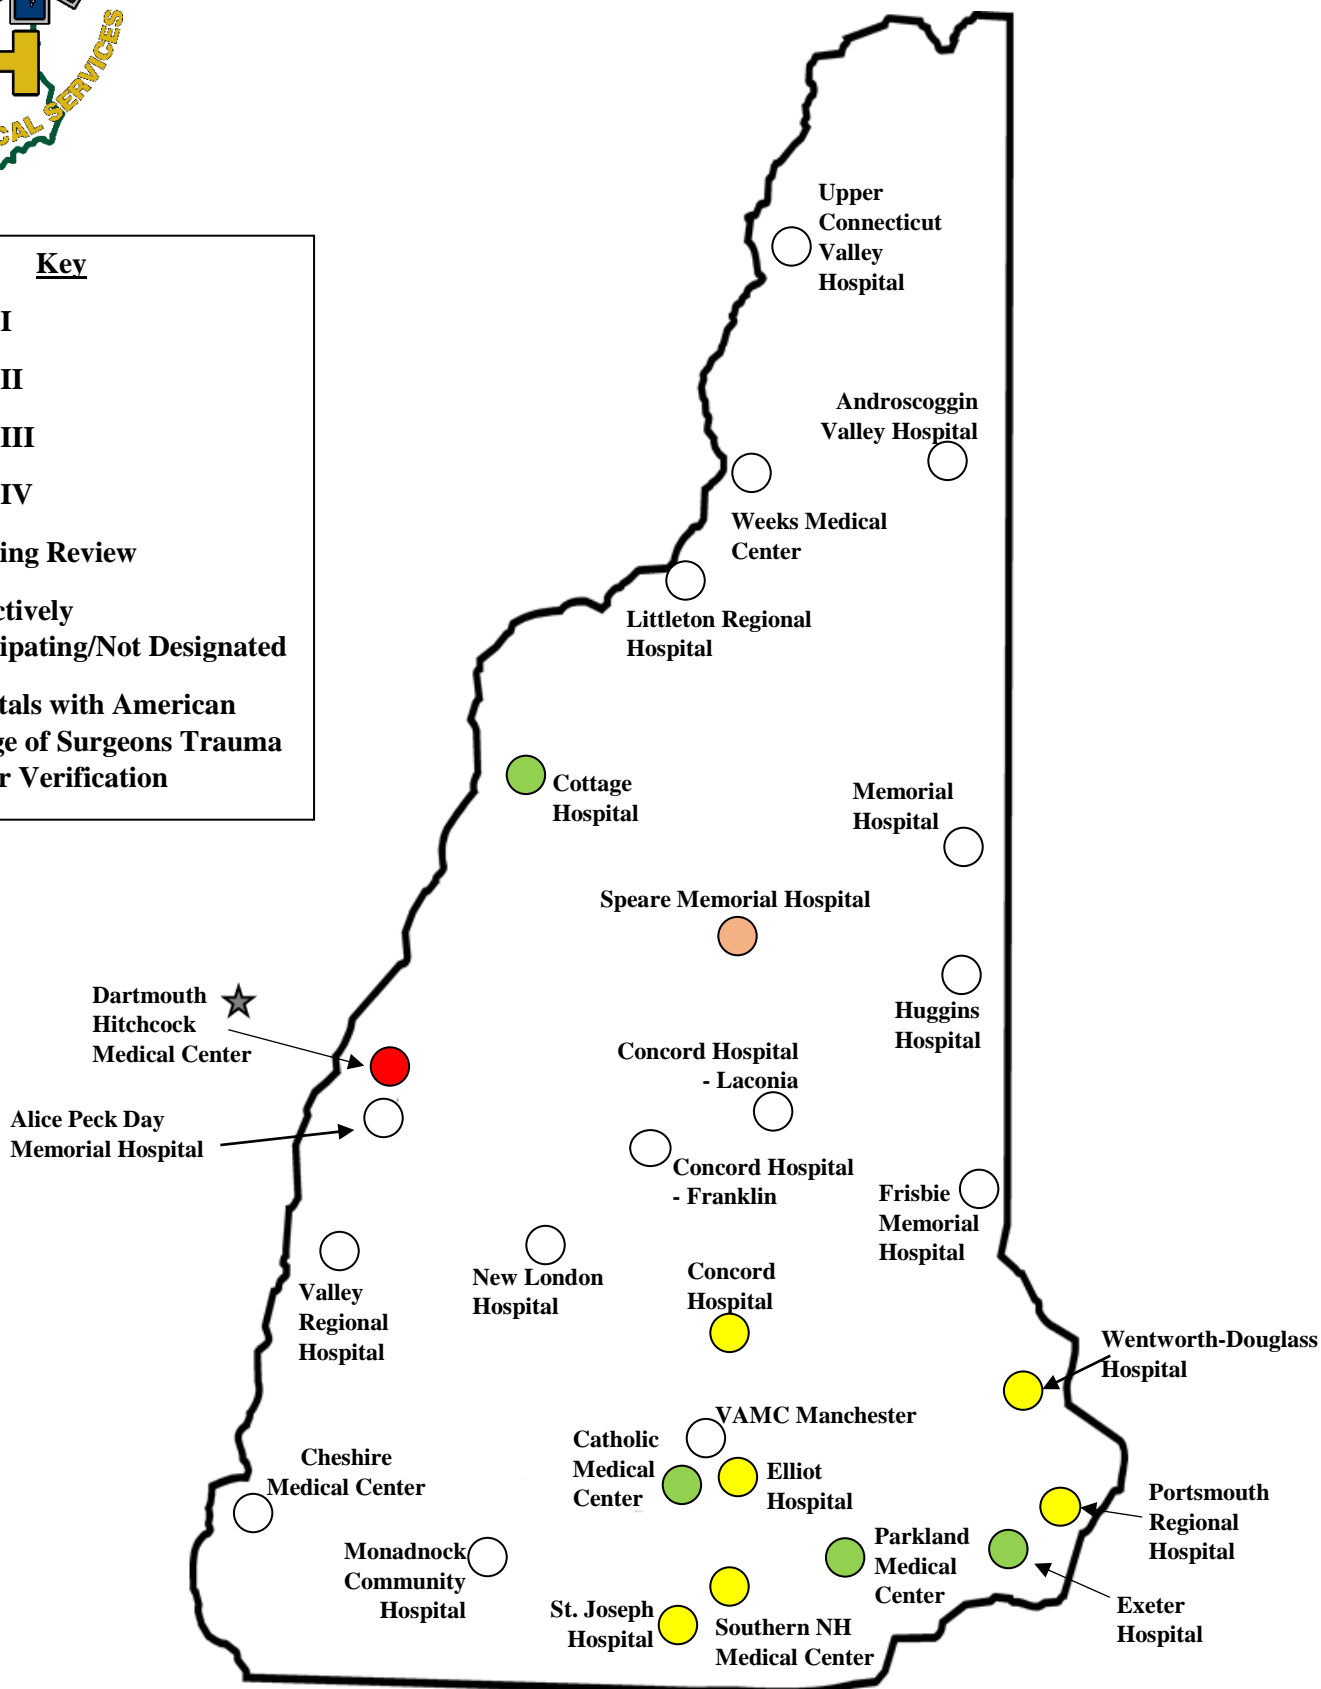 CAL SERVICES
Key
I
II
III
IV
ing Review
ctively
ipating/Not Designated
tals with American
ge of Surgeons Trauma
r Verification
Upper
Connecticut
Valley
Hospital
Androscoggin
Valley Hospital
Weeks Medical
Center
Littleton Regional
Hospital
Cottage
Hospital
Memorial
Hospital
Speare Memorial Hospital
Huggins
Hospital
Dartmouth
Hitchcock
Medical Center
Concord Hospital
- Laconia
Alice Peck Day
Memorial Hospital
Concord Hospital
- Franklin
Frisbie
Memorial
Hospital
Valley
Regional
Hospital
New London
Hospital
Concord
Hospital
Wentworth-Douglass
Hospital
VAMC Manchester
Catholic
Medical
Center
Elliot
Hospital
Cheshire
Medical Center
Portsmouth
Regional
Hospital
Monadnock
Community
Hospital
Parkland
Medical
Center
St. Joseph
Hospital
Southern NH
Medical Center
Exeter
Hospital